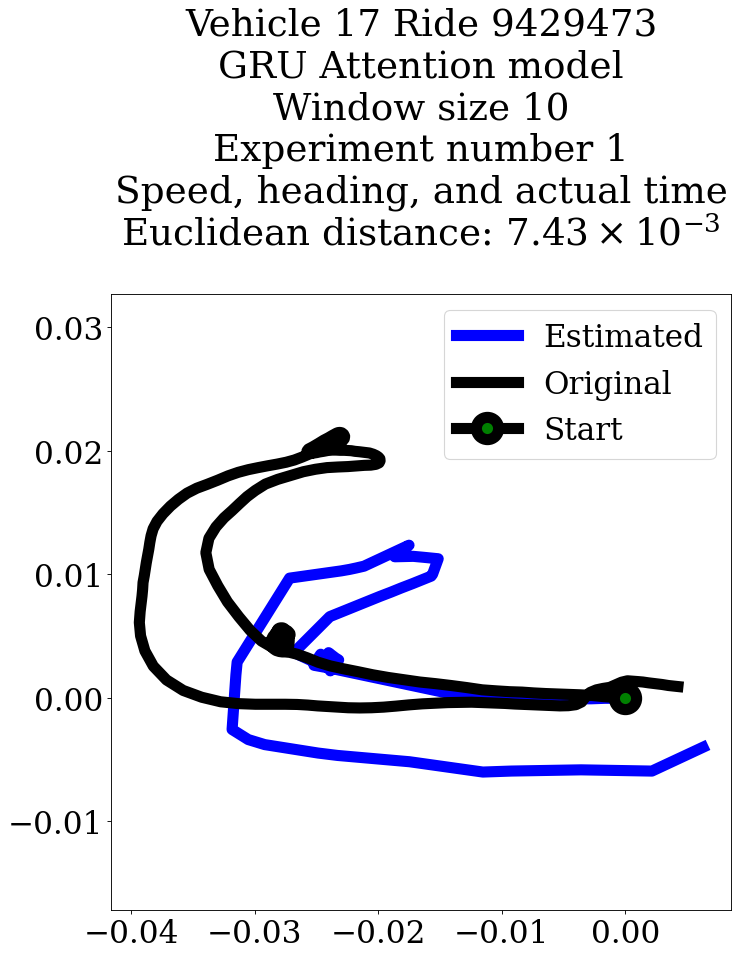 Vehicle 17 Ride 9429473
GRU Attention model
Window size 10
Experiment number 1
Speed, heading, and actual time
Euclidean distance: 7.43 × 10⁻³
Estimated
Original
Start
0.03
0.02
0.01
0.00
−0.01
−0.04 −0.03 −0.02 −0.01 0.00